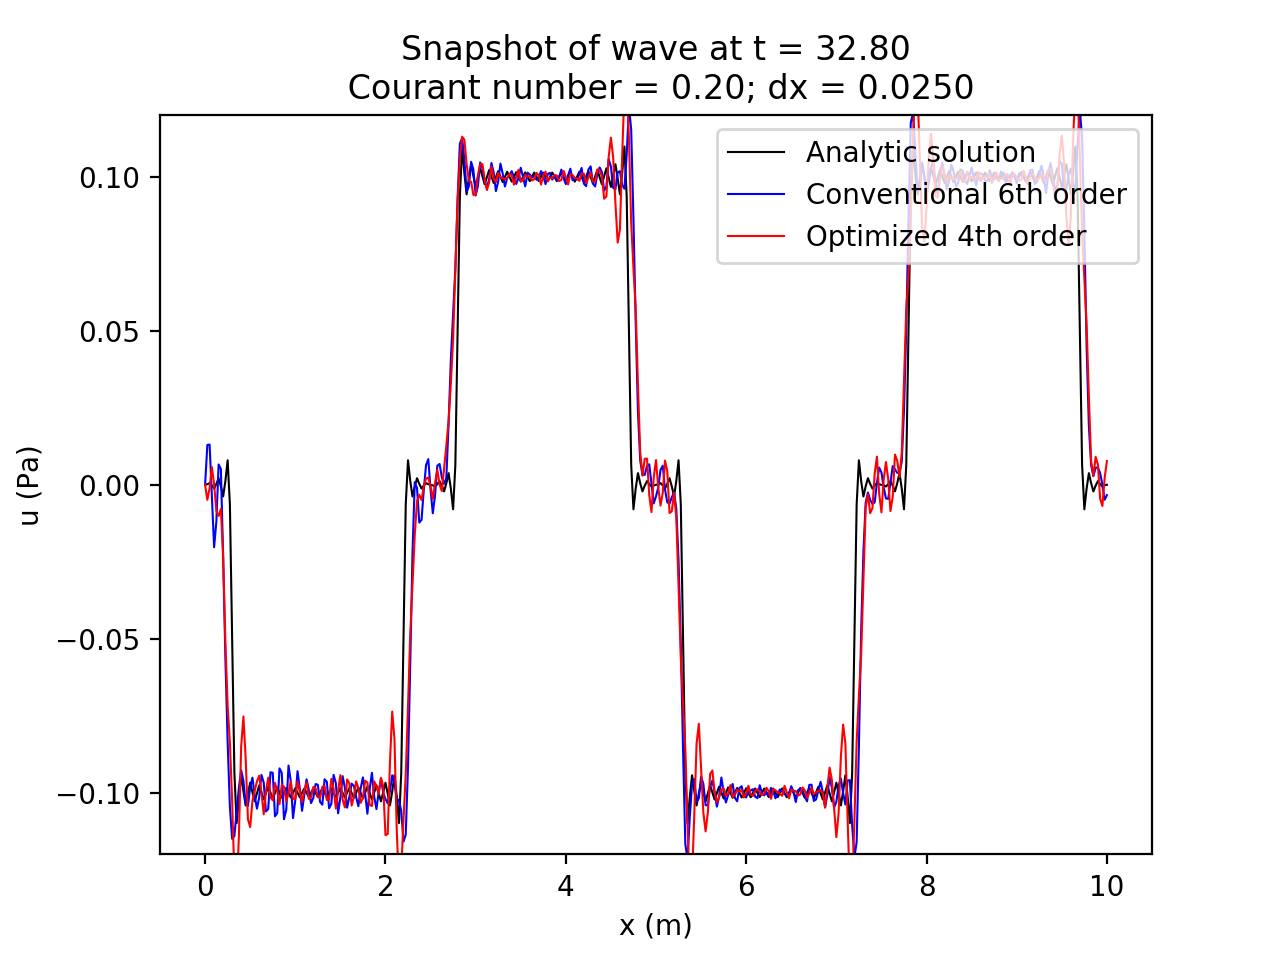 Snapshot of wave at t = 32.80
Courant number = 0.20; dx = 0.0250
Analytic solution
Conventional 6th order
Optimized 4th order
0.10
0.05
0.00
−0.05
−0.10
u (Pa)
0 2 4 6 8 10
x (m)